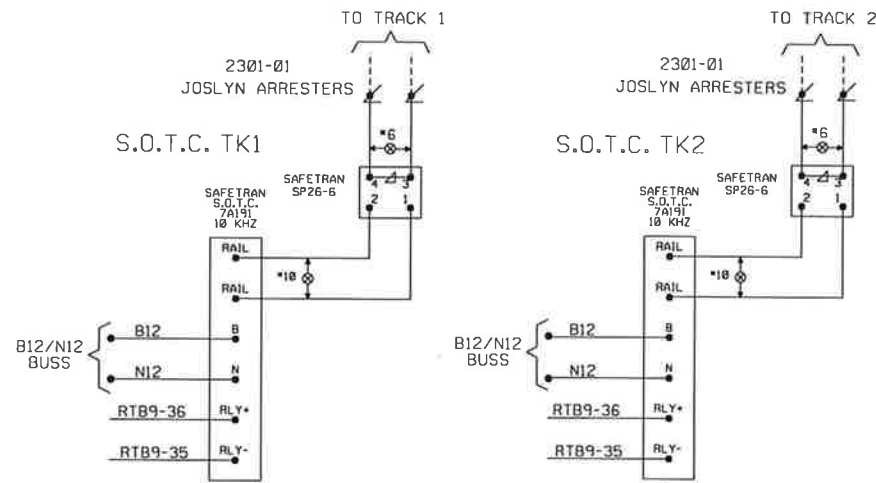 TO TRACK 1
2301-01
JOSLYN ARRESTERS
*6
S.O.T.C. TK1
SAFETRAN
SP26-6
4 3
2 1
SAFETRAN
S.O.T.C.
7A191
10 KHZ
RAIL
*10
RAIL
B12/N12
BUSS
B12
B
N12
N
RTB9-36
RLY+
RTB9-35
RLY-
TO TRACK 2
2301-01
JOSLYN ARRESTERS
*6
S.O.T.C. TK2
SAFETRAN
SP26-6
4 3
2 1
SAFETRAN
S.O.T.C.
7A191
10 KHZ
RAIL
*10
RAIL
B12/N12
BUSS
B12
B
N12
N
RTB9-36
RLY+
RTB9-35
RLY-